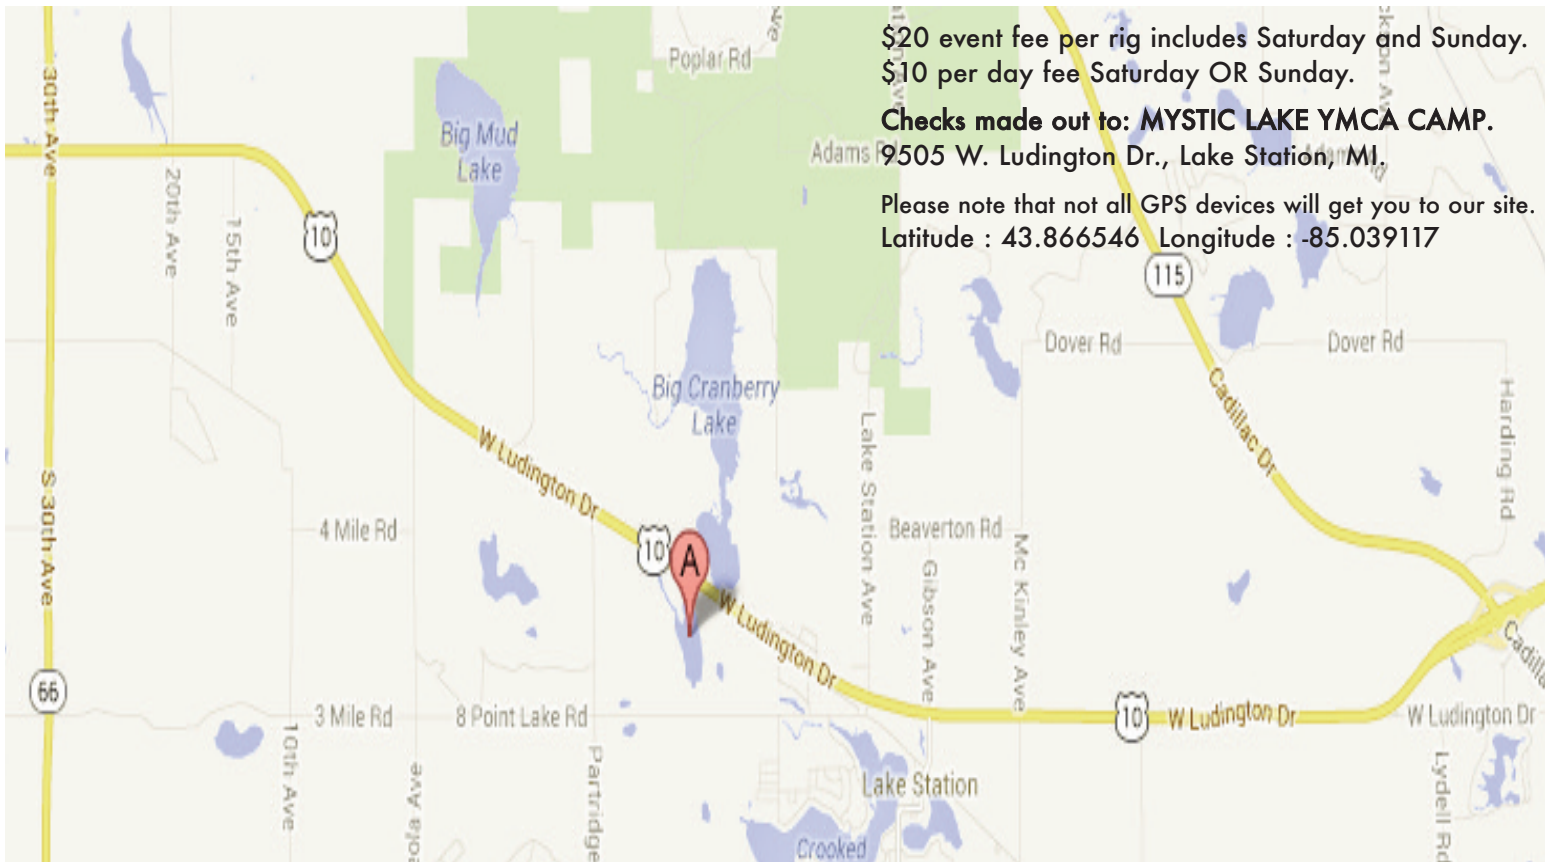 $20 event fee per rig includes Saturday and Sunday.
$10 per day fee Saturday OR Sunday.
Checks made out to: MYSTIC LAKE YMCA CAMP.
9505 W. Ludington Dr., Lake Station, MI.
Please note that not all GPS devices will get you to our site.
Latitude : 43.866546 Longitude : -85.039117
30th Ave
Poplar Rd
Big Mud
Lake
Adams Rd
20th Ave
15th Ave
10
115
Dover Rd
Dover Rd
Big Cranberry
Lake
Cadillac Dr
Harding Rd
W Ludington Dr
Lake Station Ave
S 30th Ave
4 Mile Rd
10
A
Beaverton Rd
Gibson Ave
Mc Kinley Ave
W Ludington Dr
66
3 Mile Rd
8 Point Lake Rd
10
W Ludington Dr
W Ludington Dr
10th Ave
Partridge
Lake Station
Lydell Rd
Crooked